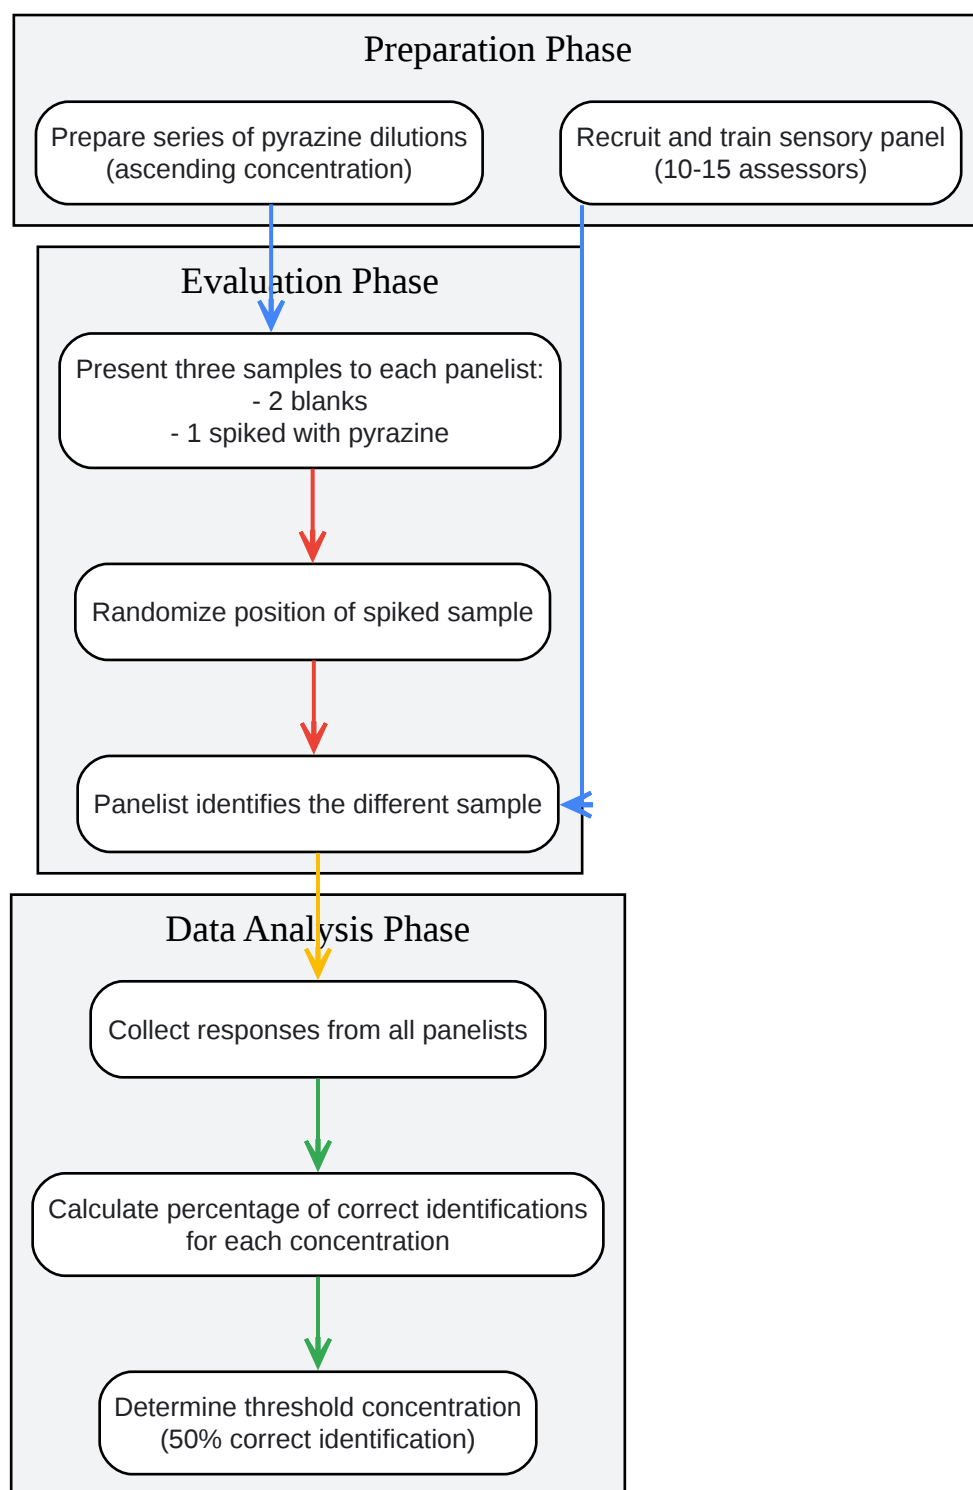 Preparation Phase
Prepare series of pyrazine dilutions
(ascending concentration)
Recruit and train sensory panel
(10-15 assessors)
Evaluation Phase
Present three samples to each panelist:
- 2 blanks
- 1 spiked with pyrazine
Randomize position of spiked sample
Panelist identifies the different sample
Data Analysis Phase
Collect responses from all panelists
Calculate percentage of correct identifications
for each concentration
Determine threshold concentration
(50% correct identification)